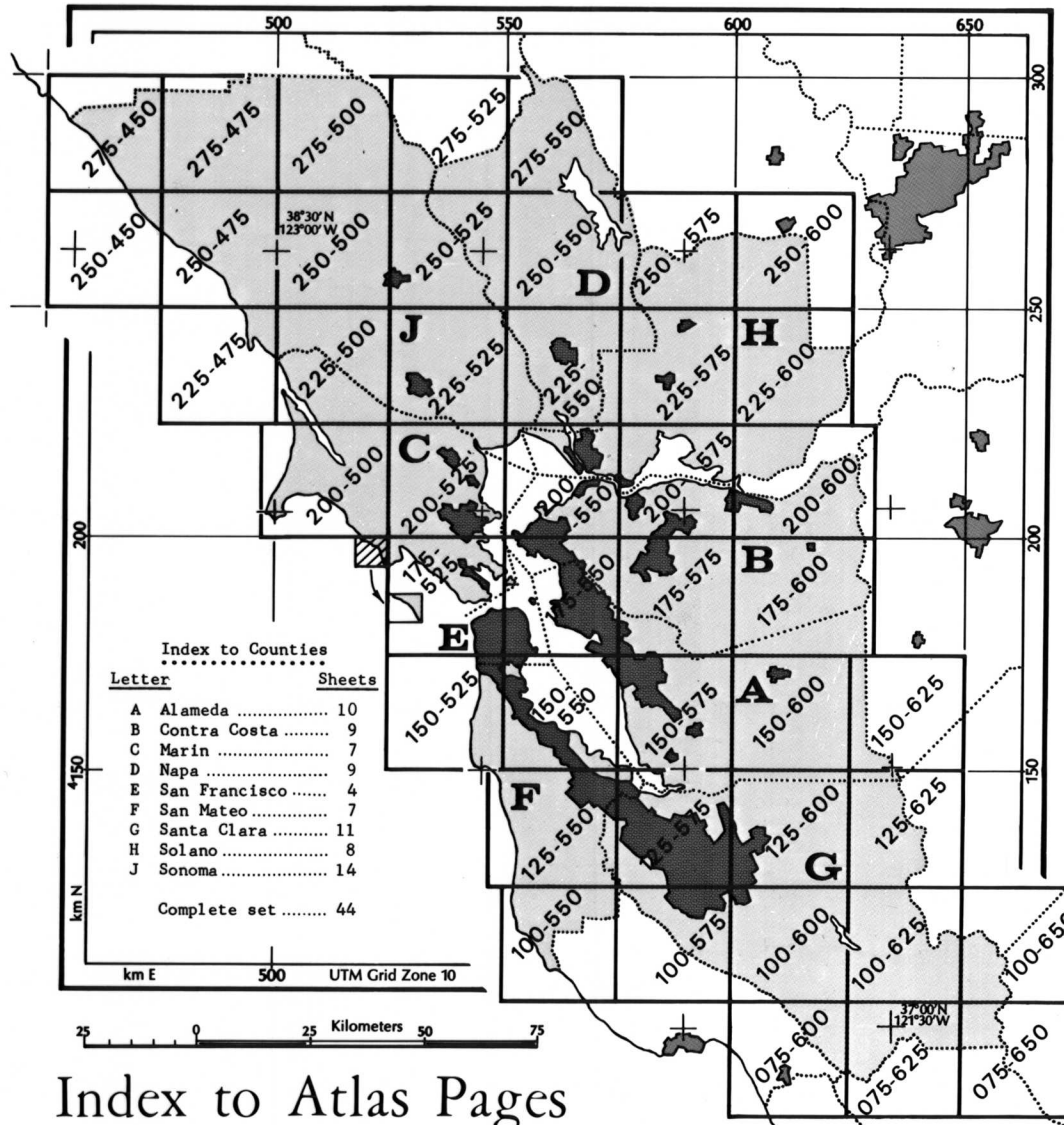 500 550 600 650
300
275-450 275-475 275-500 275-525 275-550
38°30′N
123°00′W
250-450 250-475 250-500 250-525 250-550 250-575 250-600
D
250
J H
225-475 225-500 225-525 225-550 225-575 225-600
C
200-500 200-525 200-550 200-575 200-600
200 200
B
175-525 175-550 175-575 175-600
E
Index to Counties
Letter Sheets
A Alameda .............. 10
B Contra Costa ........ 9
C Marin ................ 7
D Napa ................. 9
E San Francisco ...... 4
F San Mateo ........... 7
G Santa Clara ......... 11
H Solano ............... 8
J Sonoma .............. 14
Complete set ........ 44
A
150-525 150-550 150-575 150-600 150-625
4150 150
F
125-550 125-575 125-600 125-625
G
km N
100-550 100-575 100-600 100-625 100-650
km E 500 UTM Grid Zone 10
37°00′N
121°30′W
25 0 Kilometers 25 50 75
075-600 075-625 075-650
Index to Atlas Pages